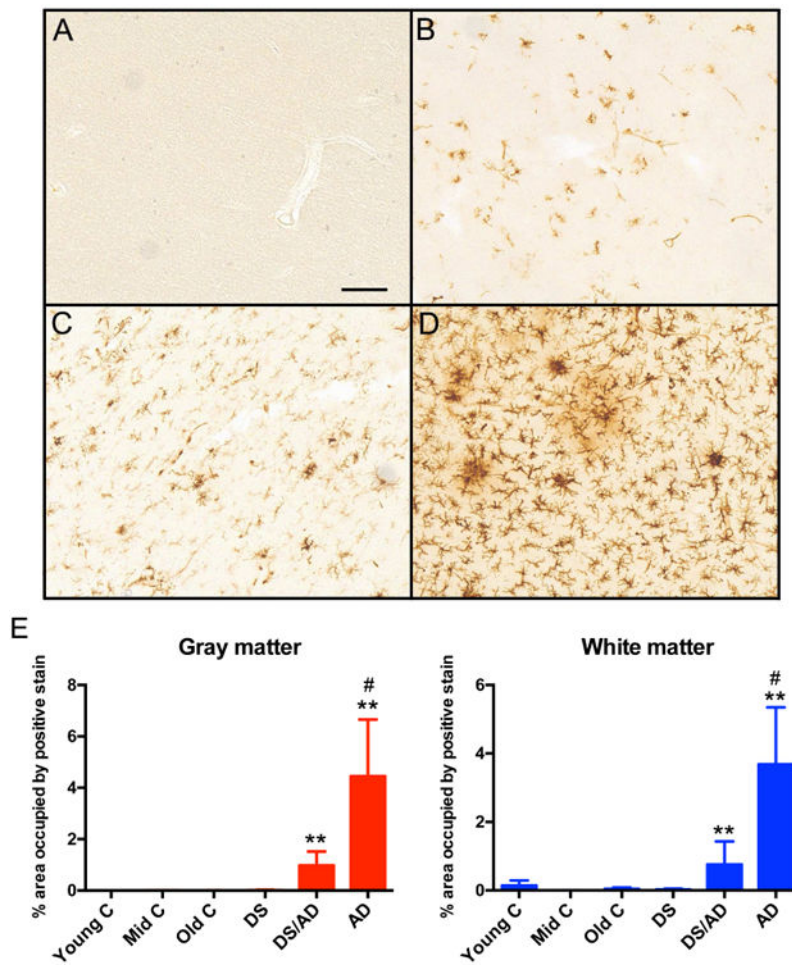 A
B
C
D
E
Gray matter
% area occupied by positive stain
8
6
4
2
0
**
#
**
Young C
Mid C
Old C
DS
DS/AD
AD
White matter
% area occupied by positive stain
6
4
2
0
**
#
**
Young C
Mid C
Old C
DS
DS/AD
AD